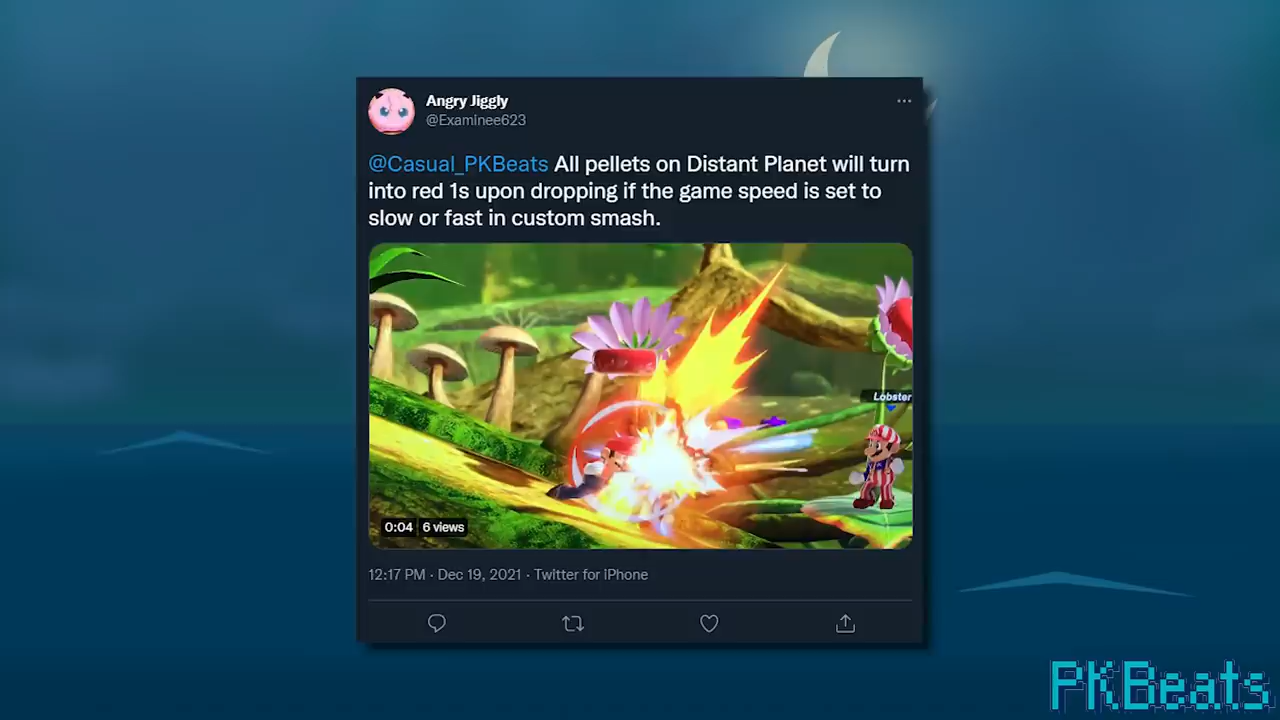 Angry Jiggly
@Examinee623
@Casual_PKBeats All pellets on Distant Planet will turn
into red 1s upon dropping if the game speed is set to
slow or fast in custom smash.
Lobster
0:04 6 views
12:17 PM · Dec 19, 2021 · Twitter for iPhone
PKBeats